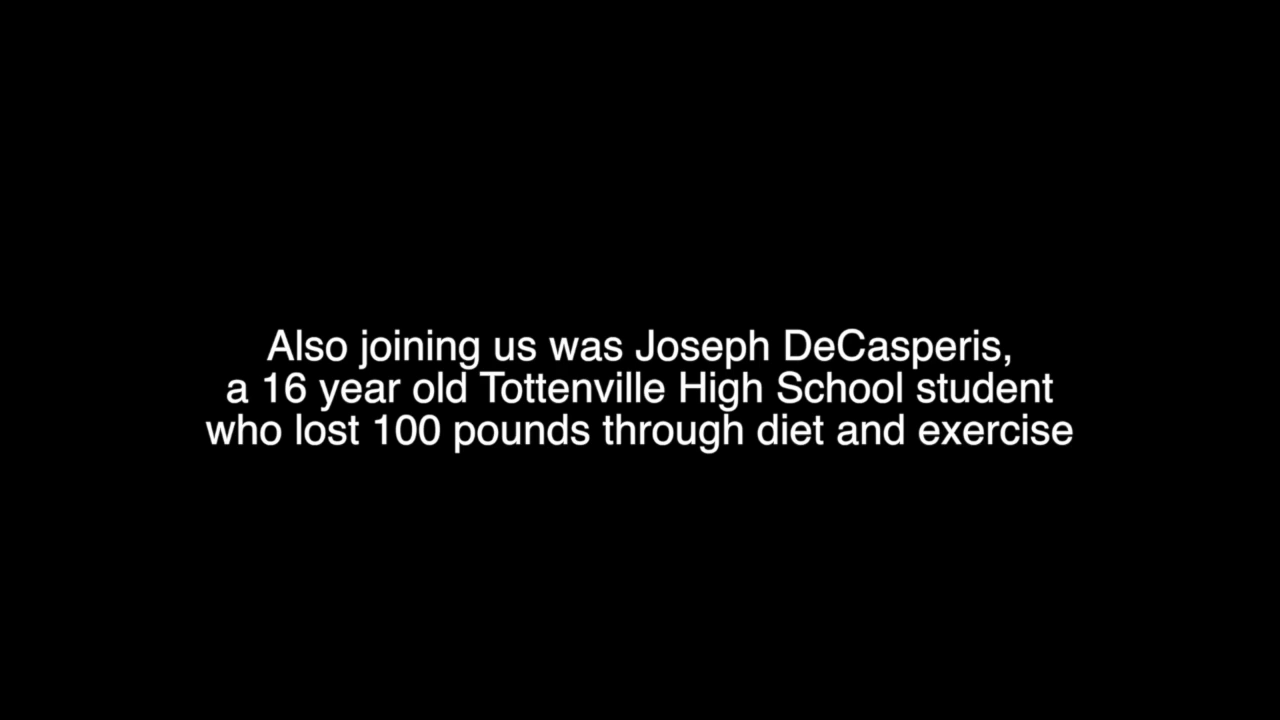 Also joining us was Joseph DeCasperis,
a 16 year old Tottenville High School student
who lost 100 pounds through diet and exercise